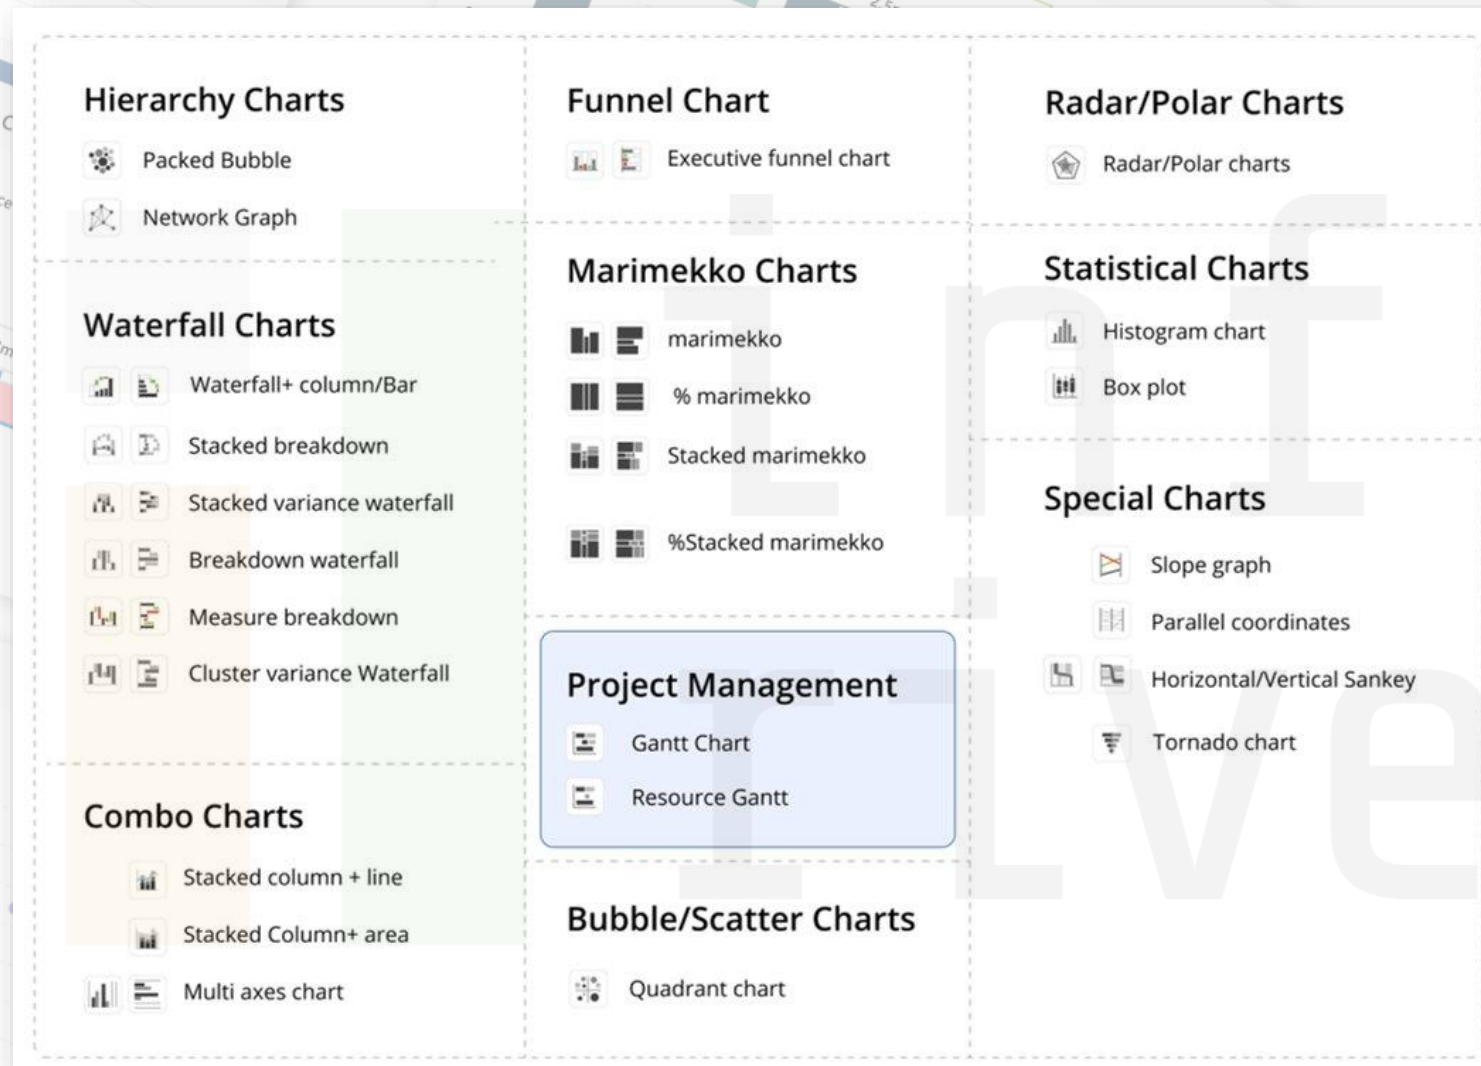 Hierarchy Charts
Packed Bubble
Network Graph
Waterfall Charts
Waterfall+ column/Bar
Stacked breakdown
Stacked variance waterfall
Breakdown waterfall
Measure breakdown
Cluster variance Waterfall
Combo Charts
Stacked column + line
Stacked Column+ area
Multi axes chart
Funnel Chart
Executive funnel chart
Marimekko Charts
marimekko
% marimekko
Stacked marimekko
%Stacked marimekko
Project Management
Gantt Chart
Resource Gantt
Bubble/Scatter Charts
Quadrant chart
Radar/Polar Charts
Radar/Polar charts
Statistical Charts
Histogram chart
Box plot
Special Charts
Slope graph
Parallel coordinates
Horizontal/Vertical Sankey
Tornado chart
inf
rive